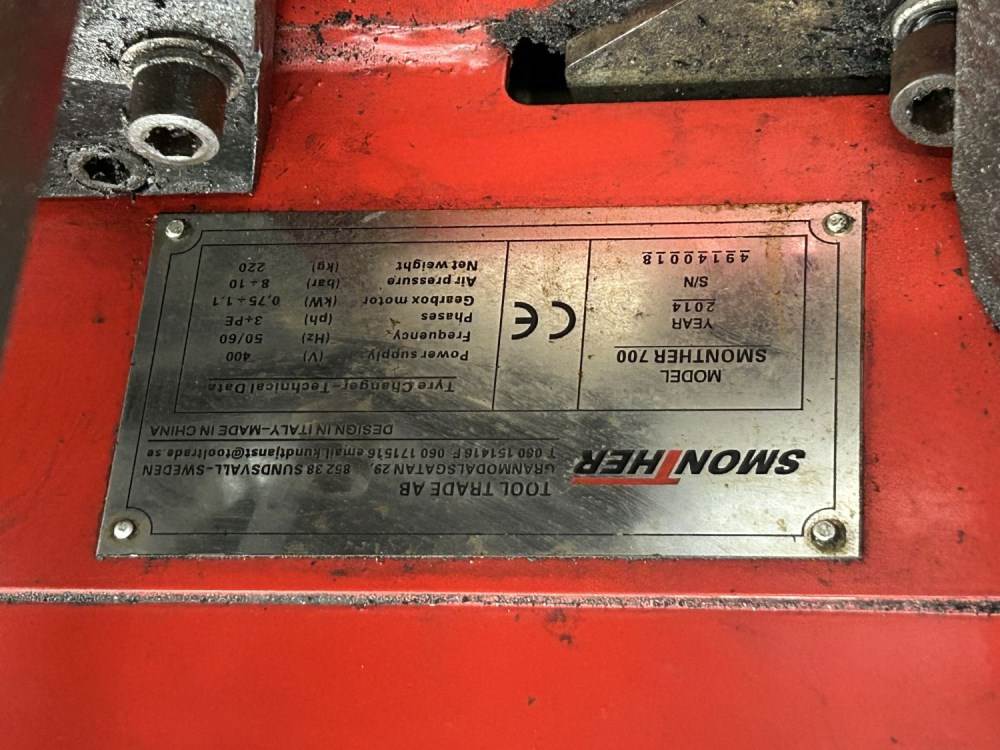 SMONTHER
TOOL TRADE AB
GRANMODALSGATAN 29, 852 38 SUNDSVALL-SWEDEN
T 060 151416 F 060 171516 email.kundtjanst@tooltrade.se
DESIGN IN ITALY-MADE IN CHINA
MODEL
SMONTHER 700
YEAR
2014
S/N
49140018
CE
Tyre Changer-Technical Data
Power supply: (V) 400
Frequency (Hz) 50/60
Phases (ph) 3+PE
Gearbox motor (kW) 0,75÷1,1
Air pressure (bar) 8÷10
Net weight (kg) 220